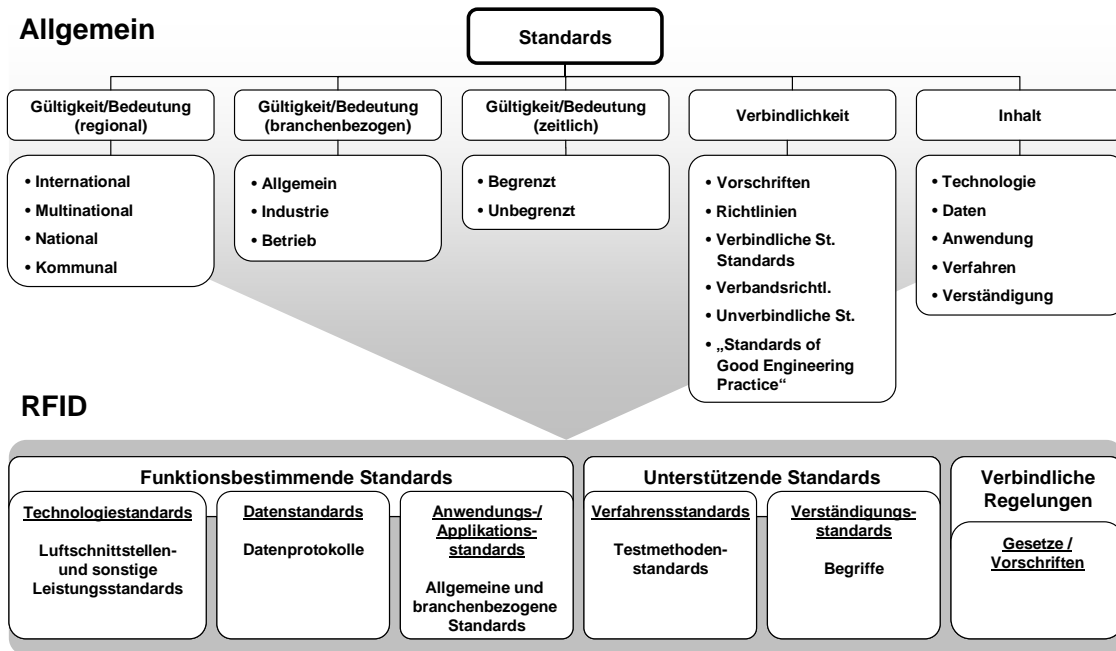 Allgemein
Standards
Gültigkeit/Bedeutung
(regional)
Gültigkeit/Bedeutung
(branchenbezogen)
Gültigkeit/Bedeutung
(zeitlich)
Verbindlichkeit
Inhalt
• International
• Multinational
• National
• Kommunal
• Allgemein
• Industrie
• Betrieb
• Begrenzt
• Unbegrenzt
• Vorschriften
• Richtlinien
• Verbindliche St.
Standards
• Verbandsrichtl.
• Unverbindliche St.
• „Standards of
Good Engineering
Practice“
• Technologie
• Daten
• Anwendung
• Verfahren
• Verständigung
RFID
Funktionsbestimmende Standards
Technologiestandards
Luftschnittstellen-
und sonstige
Leistungsstandards
Datenstandards
Datenprotokolle
Anwendungs-/
Applikations-
standards
Allgemeine und
branchenbezogene
Standards
Unterstützende Standards
Verfahrensstandards
Testmethoden-
standards
Verständigungs-
standards
Begriffe
Verbindliche
Regelungen
Gesetze /
Vorschriften